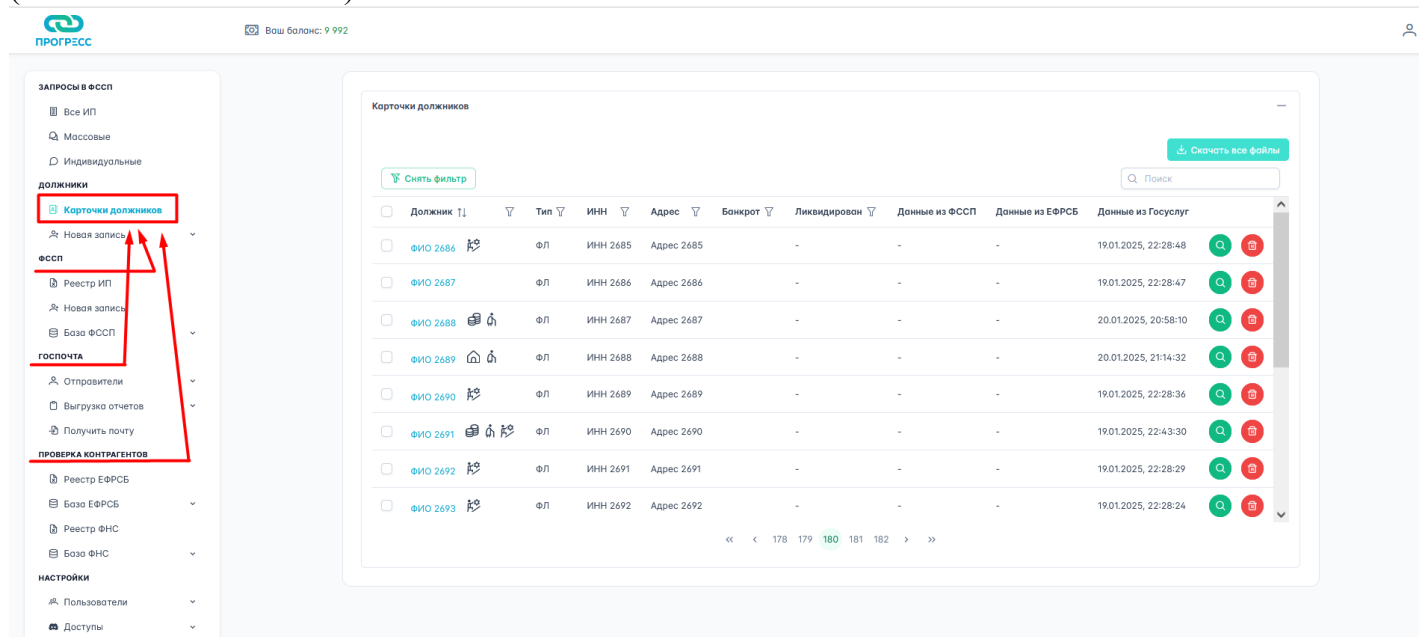 ПРОГРΞСС
Ваш баланс: 9 992
ЗАПРОСЫ В ФССП
Все ИП
Массовые
Индивидуальные
ДОЛЖНИКИ
Карточки должников
Новая запись
ФССП
Реестр ИП
Новая запись
База ФССП
ГОСПОЧТА
Отправители
Выгрузка отчетов
Получить почту
ПРОВЕРКА КОНТРАГЕНТОВ
Реестр ЕФРСБ
База ЕФРСБ
Реестр ФНС
База ФНС
НАСТРОЙКИ
Пользователи
Доступы
Карточки должников
Скачать все файлы
Снять фильтр
Поиск
Должник Тип ИНН Адрес Банкрот Ликвидирован Данные из ФССП Данные из ЕФРСБ Данные из Госуслуг
ФИО 2686 ФЛ ИНН 2685 Адрес 2685 - - - 19.01.2025, 22:28:48
ФИО 2687 ФЛ ИНН 2686 Адрес 2686 - - - 19.01.2025, 22:28:47
ФИО 2688 ФЛ ИНН 2687 Адрес 2687 - - - 20.01.2025, 20:58:10
ФИО 2689 ФЛ ИНН 2688 Адрес 2688 - - - 20.01.2025, 21:14:32
ФИО 2690 ФЛ ИНН 2689 Адрес 2689 - - - 19.01.2025, 22:28:36
ФИО 2691 ФЛ ИНН 2690 Адрес 2690 - - - 19.01.2025, 22:43:30
ФИО 2692 ФЛ ИНН 2691 Адрес 2691 - - - 19.01.2025, 22:28:29
ФИО 2693 ФЛ ИНН 2692 Адрес 2692 - - - 19.01.2025, 22:28:24
« ‹ 178 179 180 181 182 › »